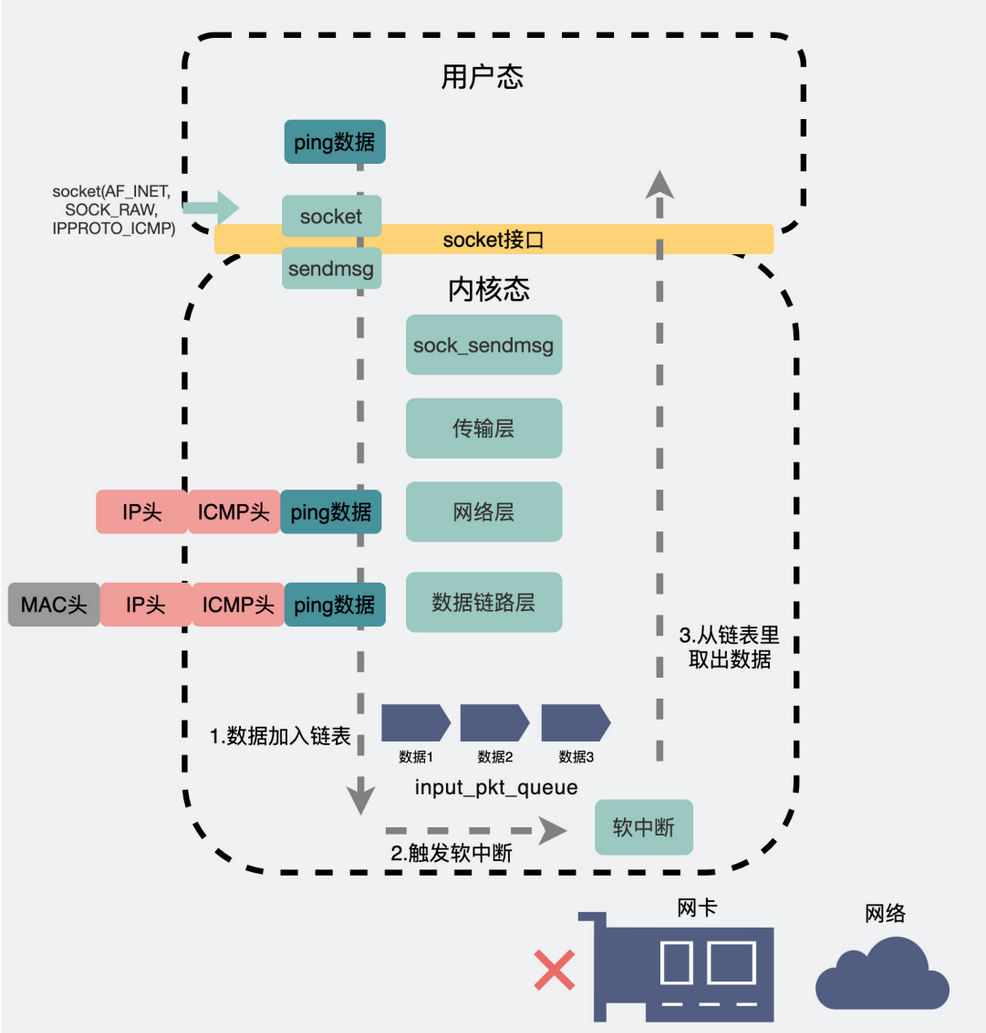 用户态
ping数据
socket(AF_INET,
SOCK_RAW,
IPPROTO_ICMP)
socket
socket接口
sendmsg
内核态
sock_sendmsg
传输层
IP头
ICMP头
ping数据
网络层
MAC头
IP头
ICMP头
ping数据
数据链路层
3.从链表里
取出数据
1.数据加入链表
数据1
数据2
数据3
input_pkt_queue
软中断
2.触发软中断
网卡
网络